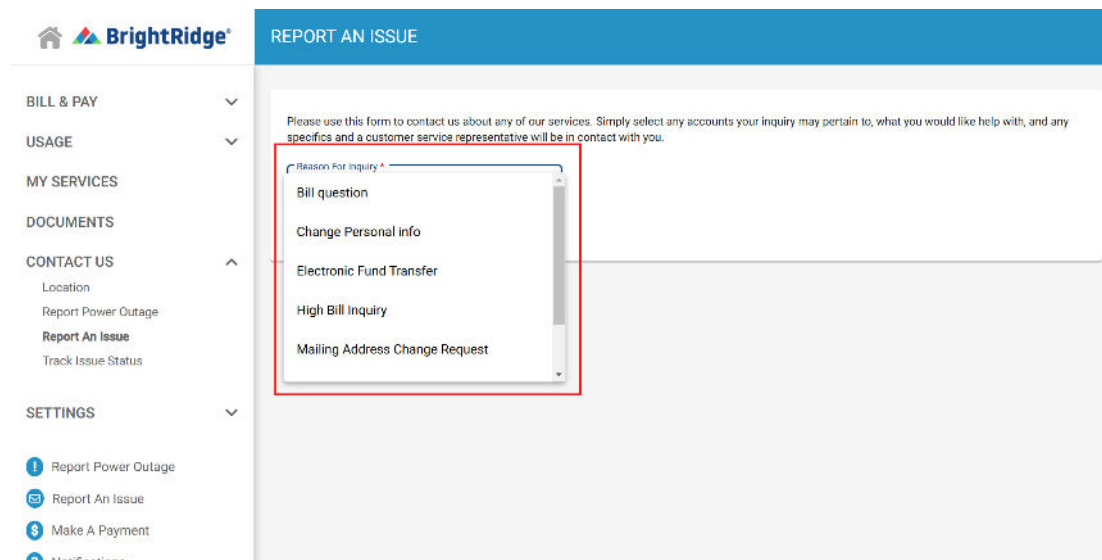 BrightRidge®
REPORT AN ISSUE
BILL & PAY
USAGE
MY SERVICES
DOCUMENTS
CONTACT US
Location
Report Power Outage
Report An Issue
Track Issue Status
SETTINGS
Report Power Outage
Report An Issue
Make A Payment
Notifications
Please use this form to contact us about any of our services. Simply select any accounts your inquiry may pertain to, what you would like help with, and any
specifics and a customer service representative will be in contact with you.
Reason For Inquiry *
Bill question
Change Personal info
Electronic Fund Transfer
High Bill Inquiry
Mailing Address Change Request